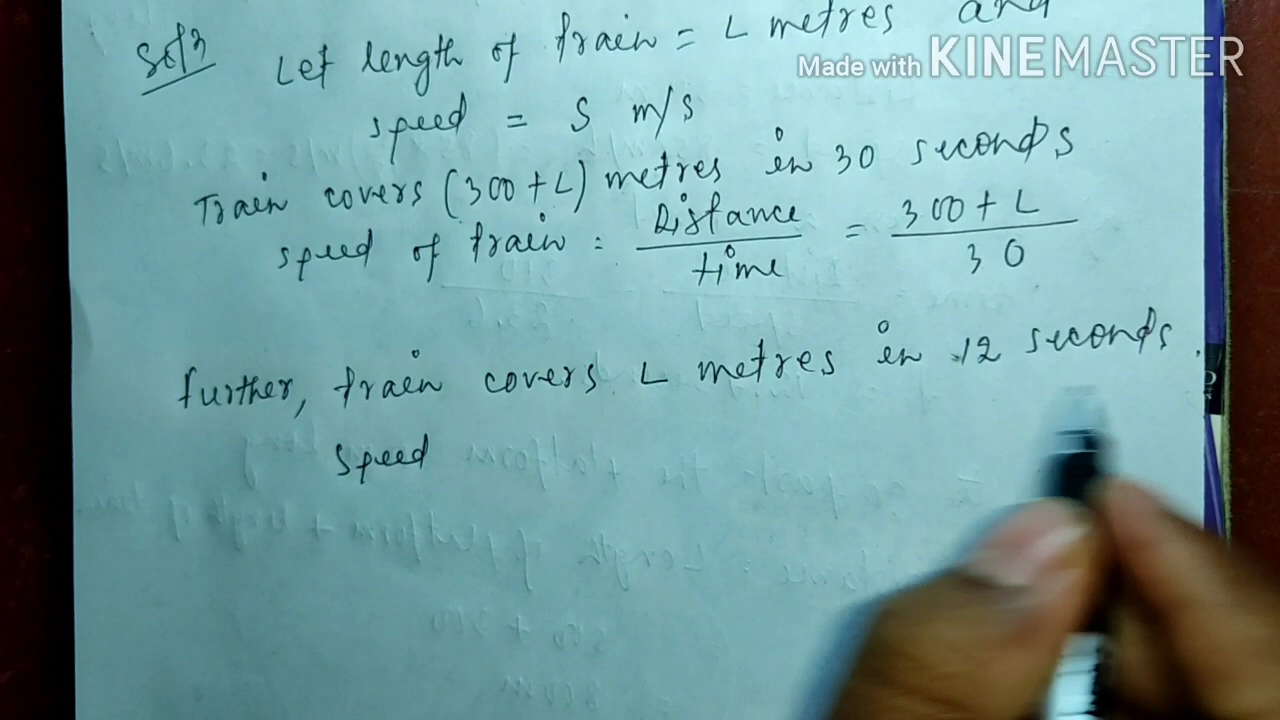 Soln Let length of train = L metres and
Made with KINEMASTER
speed = S m/s
Train covers (300 + L) metres in 30 seconds
speed of train = Distance / time = 300 + L / 30
further, train covers L metres in 12 seconds.
speed